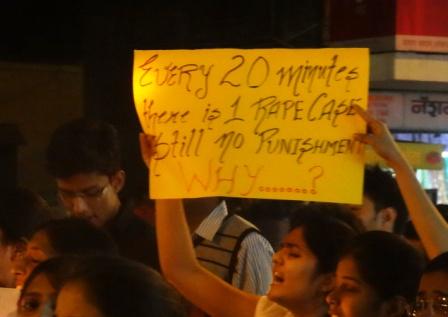 EVERY 20 minutes
there is 1 RAPE CASE
Still no PUNISHMENT
WHY........?